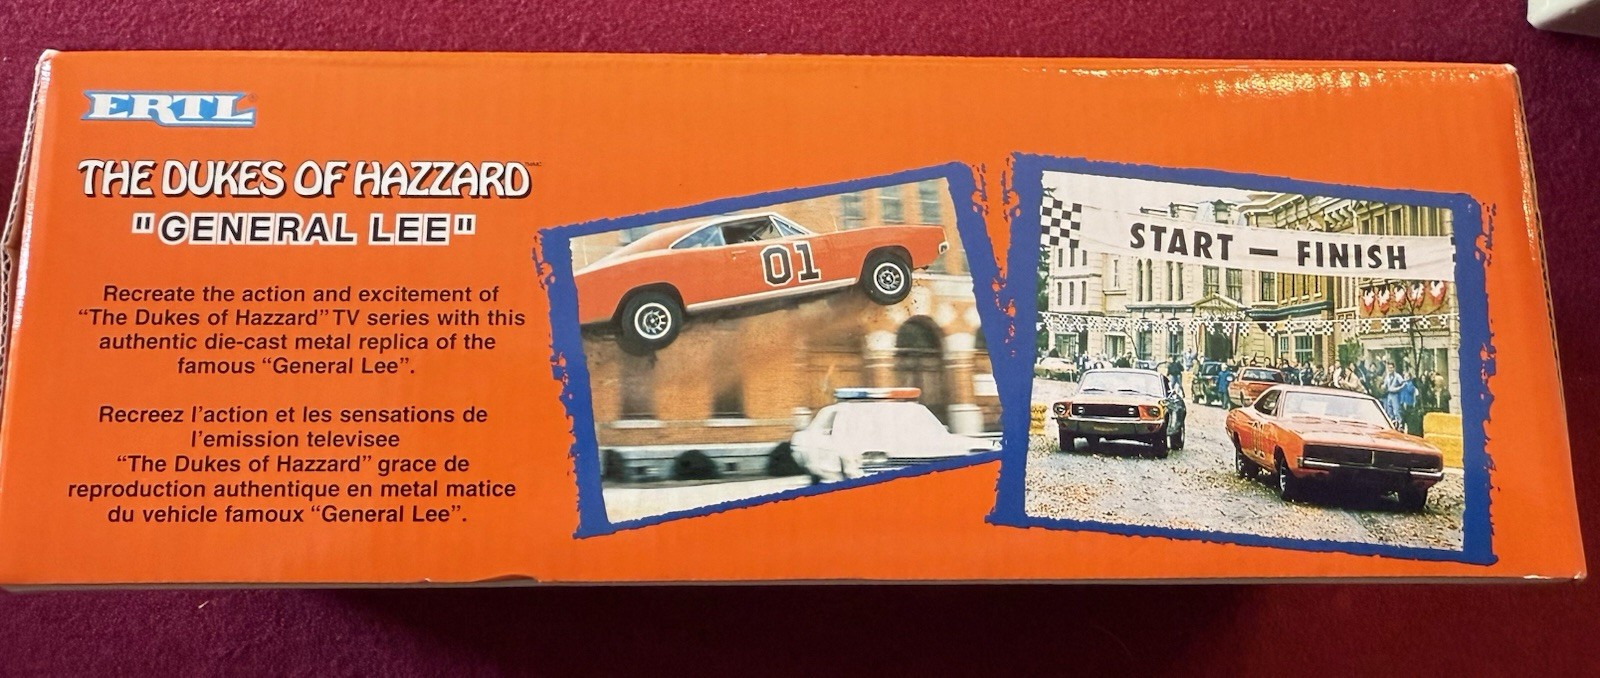 ERTL
THE DUKES OF HAZZARD
"GENERAL LEE"
Recreate the action and excitement of
“The Dukes of Hazzard” TV series with this
authentic die-cast metal replica of the
famous “General Lee”.
Recreez l’action et les sensations de
l’emission televisee
“The Dukes of Hazzard” grace de
reproduction authentique en metal matice
du vehicle famoux “General Lee”.
01
START — FINISH